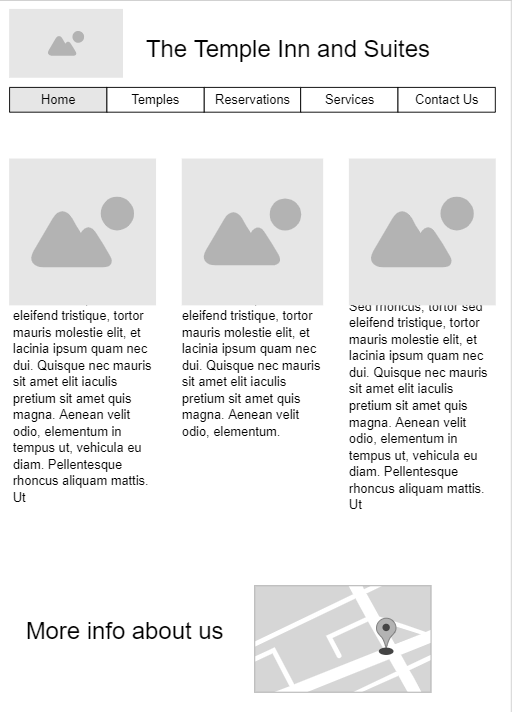 The Temple Inn and Suites
Home
Temples
Reservations
Services
Contact Us
eleifend tristique, tortor
mauris molestie elit, et
lacinia ipsum quam nec
dui. Quisque nec mauris
sit amet elit iaculis
pretium sit amet quis
magna. Aenean velit
odio, elementum in
tempus ut, vehicula eu
diam. Pellentesque
rhoncus aliquam mattis.
Ut
eleifend tristique, tortor
mauris molestie elit, et
lacinia ipsum quam nec
dui. Quisque nec mauris
sit amet elit iaculis
pretium sit amet quis
magna. Aenean velit
odio, elementum.
Sed rhoncus, tortor sed
eleifend tristique, tortor
mauris molestie elit, et
lacinia ipsum quam nec
dui. Quisque nec mauris
sit amet elit iaculis
pretium sit amet quis
magna. Aenean velit
odio, elementum in
tempus ut, vehicula eu
diam. Pellentesque
rhoncus aliquam mattis.
Ut
More info about us